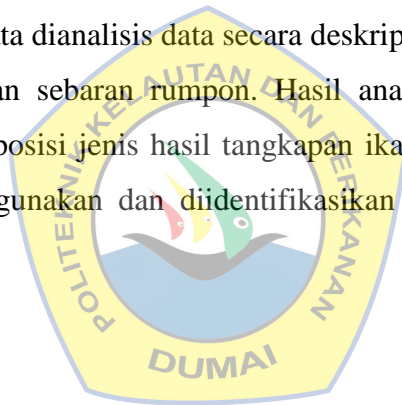 ta dianalisis data secara deskrip
an sebaran rumpon. Hasil ana
posisi jenis hasil tangkapan ika
gunakan dan diidentifikasikan
POLITEKNIK KELAUTAN DAN PERIKANAN
DUMAI